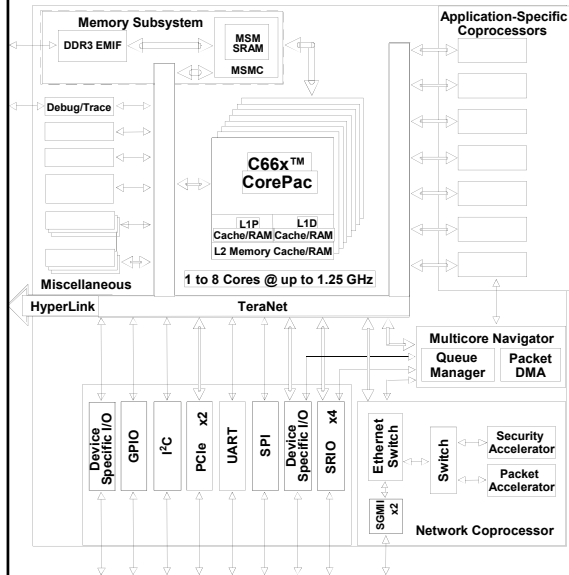 Memory Subsystem
DDR3 EMIF
MSM
SRAM
MSMC
Application-Specific
Coprocessors
Debug/Trace
C66x™
CorePac
L1P
Cache/RAM
L1D
Cache/RAM
L2 Memory Cache/RAM
1 to 8 Cores @ up to 1.25 GHz
Miscellaneous
HyperLink
TeraNet
Multicore Navigator
Queue
Manager
Packet
DMA
Device
Specific I/O
GPIO
I²C
PCIe x2
UART
SPI
Device
Specific I/O
SRIO x4
Ethernet
Switch
Switch
Security
Accelerator
Packet
Accelerator
SGMII
x2
Network Coprocessor